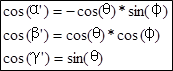 cos(α') = −cos(θ)*sin(ϕ)
cos(β') = cos(θ)*cos(ϕ)
cos(γ') = sin(θ)